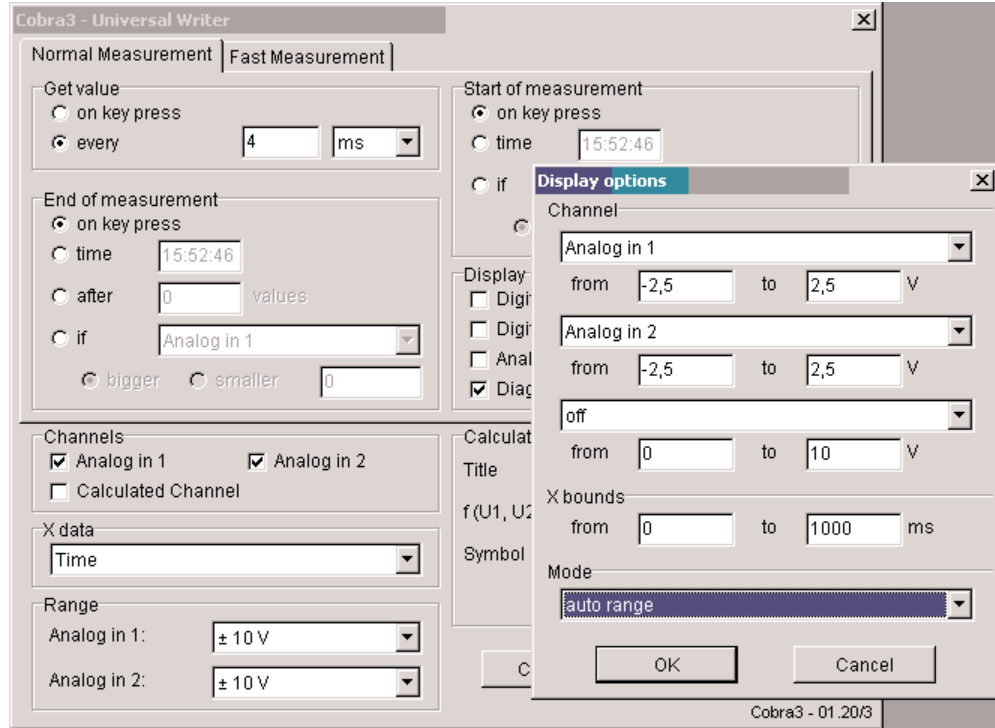 Cobra3 - Universal Writer
Normal Measurement
Fast Measurement
Get value
on key press
every 4 ms
End of measurement
on key press
time 15:52:46
after 0 values
if Analog in 1
bigger smaller 0
Start of measurement
on key press
time 15:52:46
if
Display
Channels
Analog in 1 Analog in 2
Calculated Channel
X data
Time
Range
Analog in 1: ± 10 V
Analog in 2: ± 10 V
Title
f (U1, U2
Symbol
C
Display options
Channel
Analog in 1
from -2,5 to 2,5 V
Analog in 2
from -2,5 to 2,5 V
off
from 0 to 10 V
X bounds
from 0 to 1000 ms
Mode
auto range
OK Cancel
Cobra3 - 01.20/3